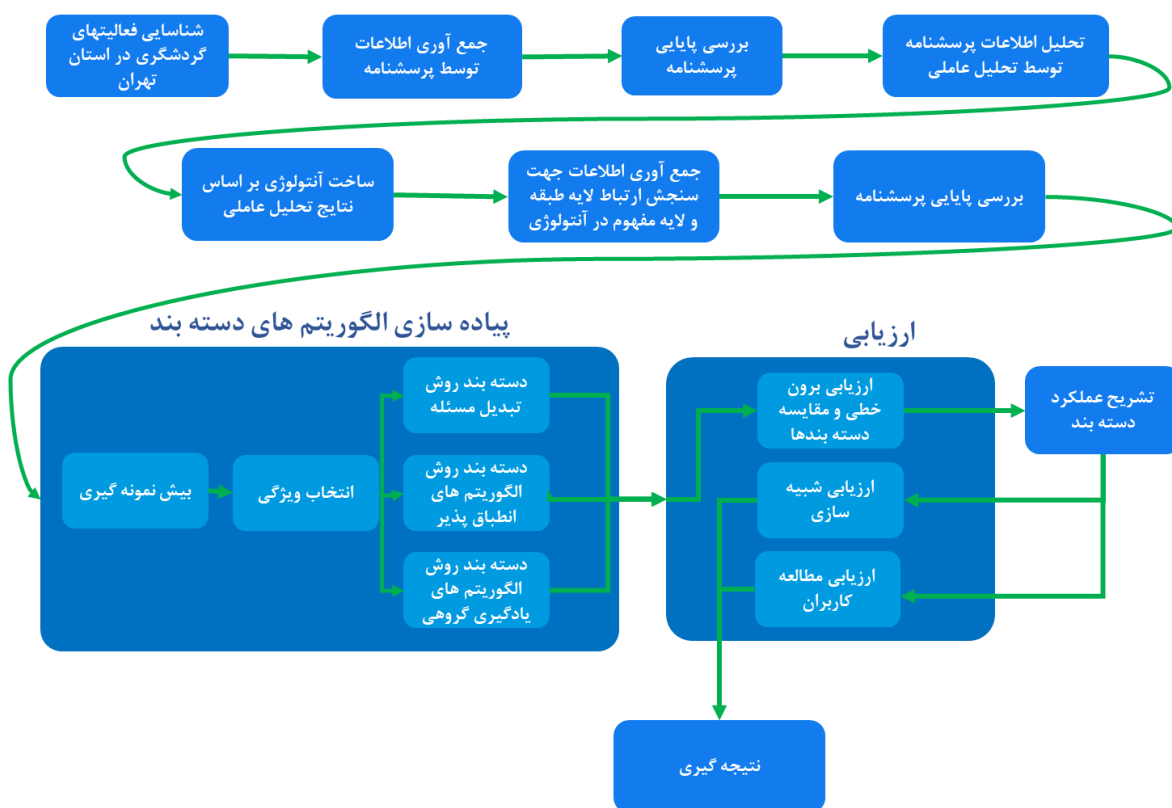 شناسایی فعالیتهای
گردشگری در استان
تهران
جمع آوری اطلاعات
توسط پرسشنامه
بررسی پایایی
پرسشنامه
تحلیل اطلاعات پرسشنامه
توسط تحلیل عاملی
ساخت آنتولوژی بر اساس
نتایج تحلیل عاملی
جمع آوری اطلاعات جهت
سنجش ارتباط لایه طبقه
و لایه مفهوم در آنتولوژی
بررسی پایایی پرسشنامه
پیاده سازی الگوریتم های دسته بند
بیش نمونه گیری
انتخاب ویژگی
دسته بند روش
تبدیل مسئله
دسته بند روش
الگوریتم های
انطباق پذیر
دسته بند روش
الگوریتم های
یادگیری گروهی
ارزیابی
ارزیابی برون
خطی و مقایسه
دسته بندها
ارزیابی شبیه
سازی
ارزیابی مطالعه
کاربران
تشریح عملکرد
دسته بند
نتیجه گیری